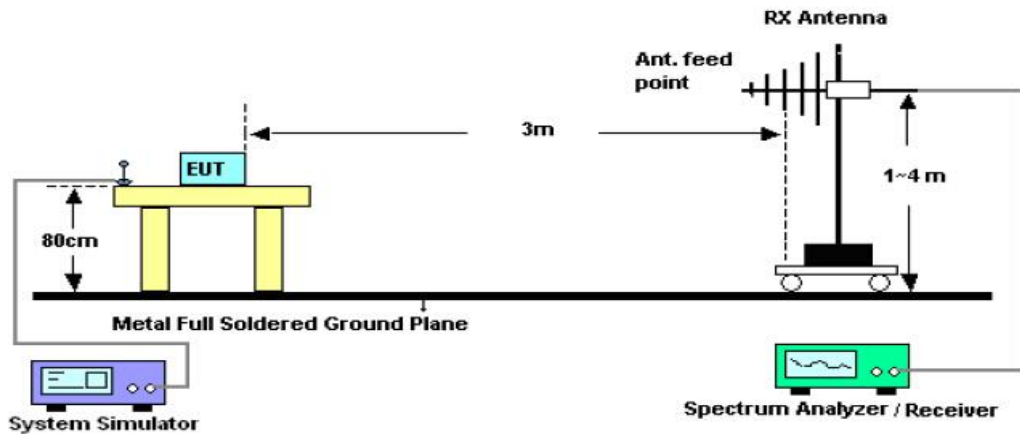 RX Antenna
Ant. feed
point
3m
EUT
1~4 m
80cm
Metal Full Soldered Ground Plane
System Simulator
Spectrum Analyzer / Receiver